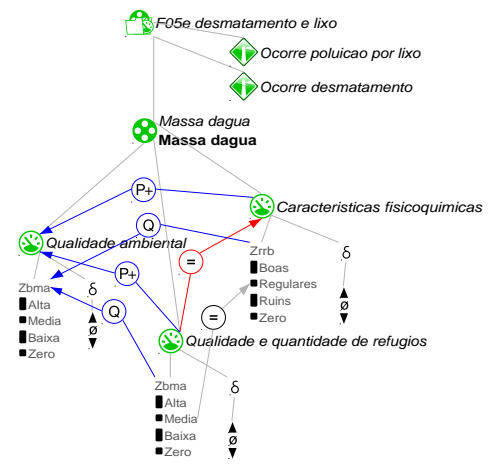 F05e desmatamento e lixo
Ocorre poluicao por lixo
Ocorre desmatamento
Massa dagua
Massa dagua
P+
Caracteristicas fisicoquimicas
Q
Qualidade ambiental
=
Zrrb
δ
P+
Boas
Zbma
δ
Regulares
Alta
Q
Ruins
ø
Media
ø
=
Zero
Baixa
Zero
Qualidade e quantidade de refugios
Zbma
δ
Alta
Media
Baixa
ø
Zero